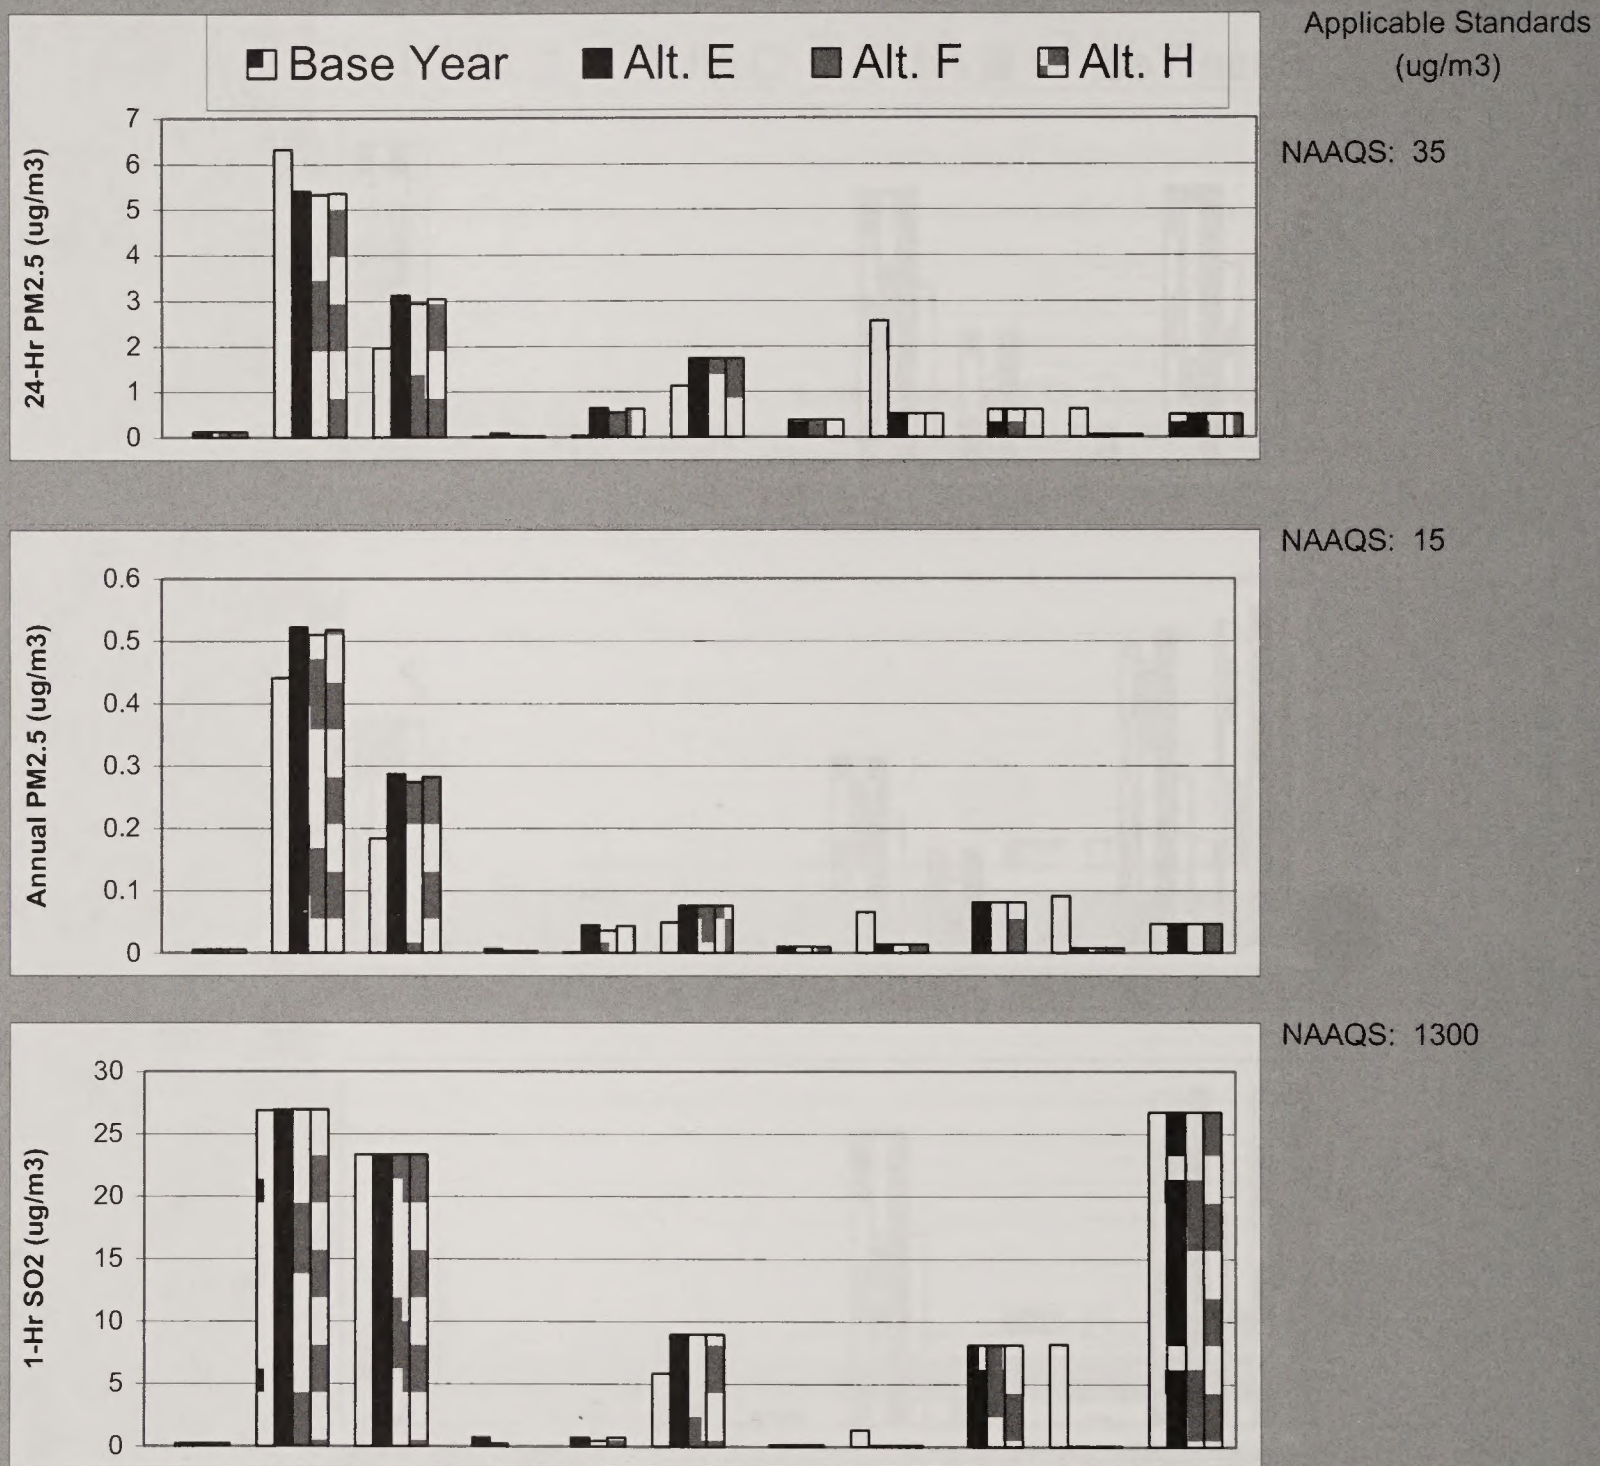 Applicable Standards
(ug/m3)
Base Year Alt. E Alt. F Alt. H
24-Hr PM2.5 (ug/m3)
7
6
5
4
3
2
1
0
NAAQS: 35
Annual PM2.5 (ug/m3)
0.6
0.5
0.4
0.3
0.2
0.1
0
NAAQS: 15
1-Hr SO2 (ug/m3)
30
25
20
15
10
5
0
NAAQS: 1300